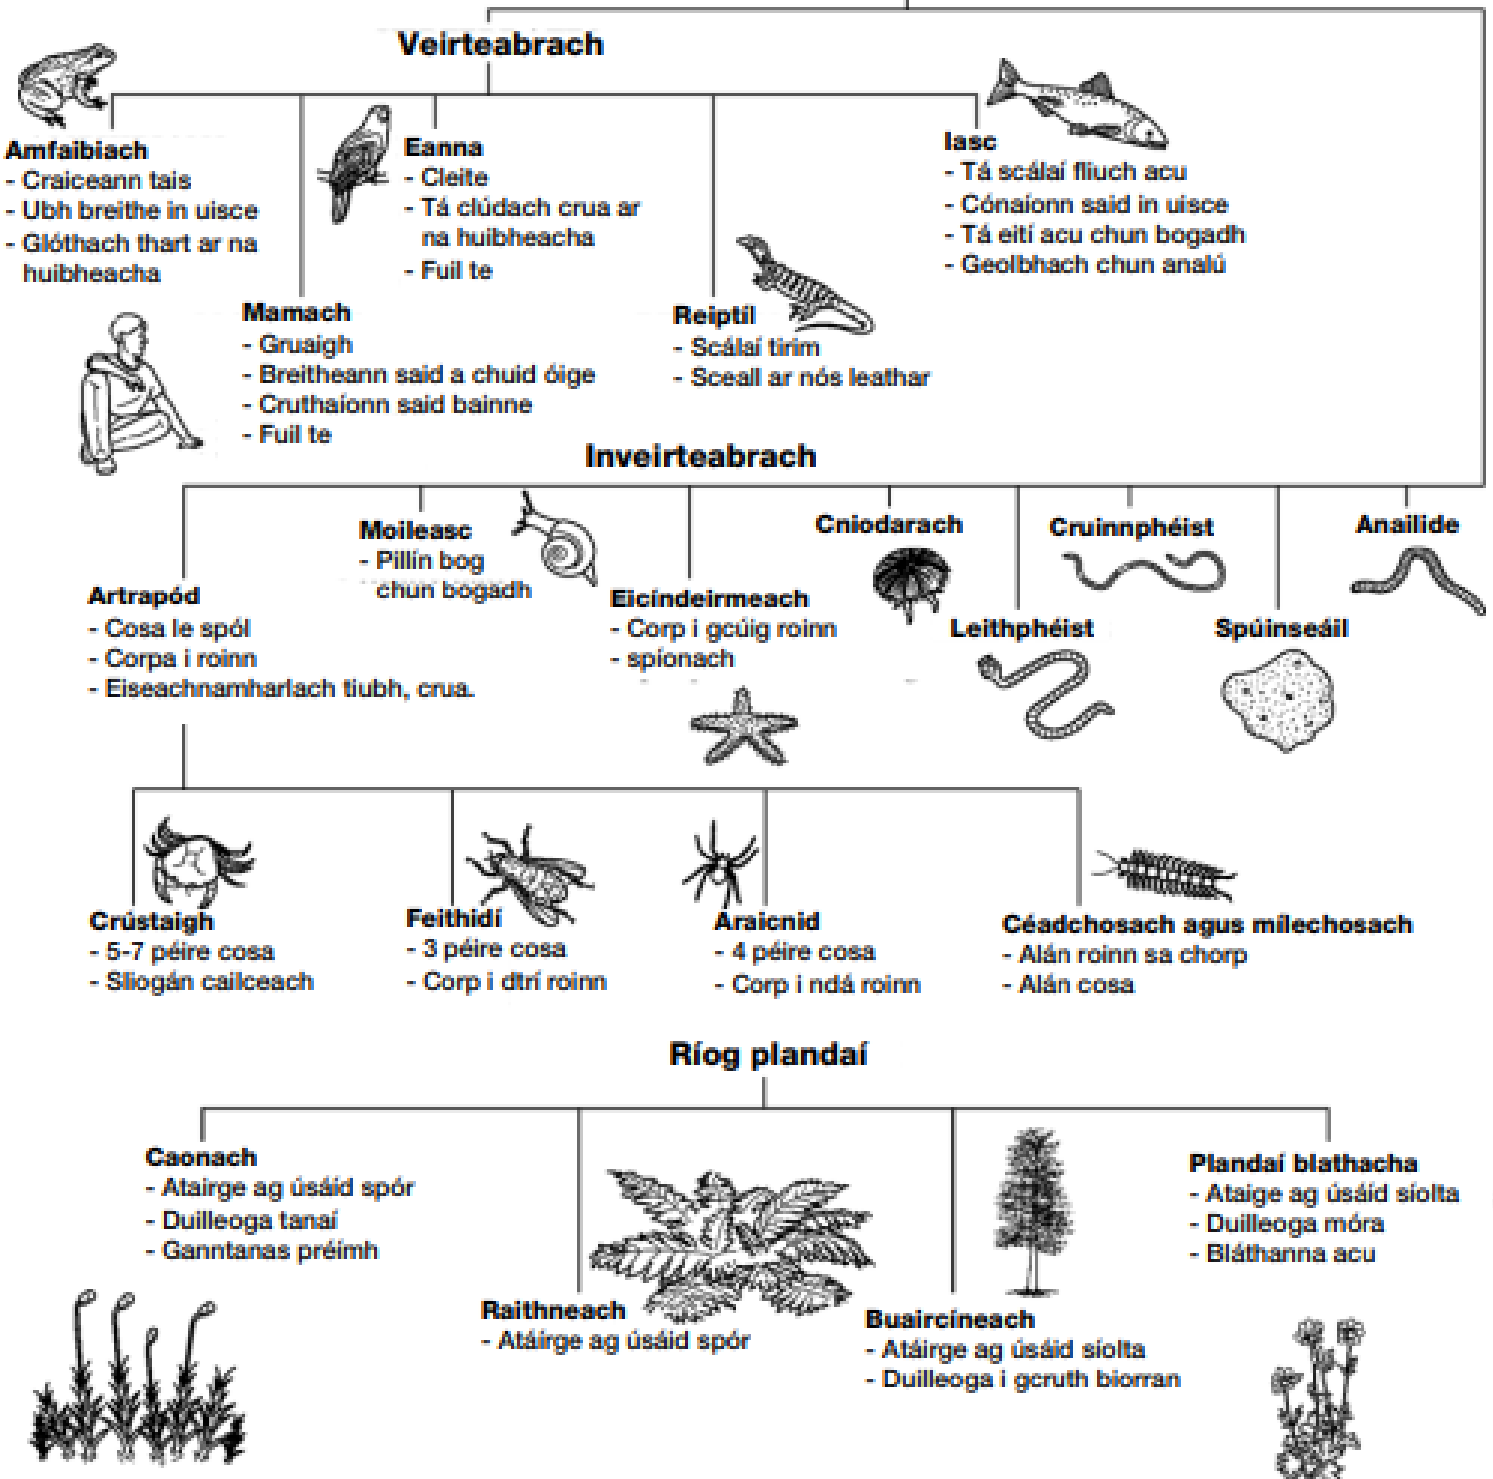 Veirteabrach
Amfaibiach
- Craiceann tais
- Ubh breithe in uisce
- Glóthach thart ar na
huibheacha
Eanna
- Cleite
- Tá clúdach crua ar
na huibheacha
- Fuil te
Iasc
- Tá scálaí fliuch acu
- Cónaíonn said in uisce
- Tá eití acu chun bogadh
- Geolbhach chun analú
Mamach
- Gruaigh
- Breitheann said a chuid óige
- Cruthaíonn said bainne
- Fuil te
Reiptíl
- Scálaí tirim
- Sceall ar nós leathar
Inveirteabrach
Artrapód
- Cosa le spól
- Corpa i roinn
- Eiseachnamharlach tiubh, crua.
Moileasc
- Pillín bog
chun bogadh
Eicíndeirmeach
- Corp i gcúig roinn
- spíonach
Cniodarach
Leithphéist
Cruinnphéist
Spúinseáil
Anailide
Crústaigh
- 5-7 péire cosa
- Sliogán cailceach
Feithidí
- 3 péire cosa
- Corp i dtrí roinn
Araicnid
- 4 péire cosa
- Corp i ndá roinn
Céadchosach agus mílechosach
- Alán roinn sa chorp
- Alán cosa
Ríog plandaí
Caonach
- Atairge ag úsáid spór
- Duilleoga tanaí
- Ganntanas préimh
Raithneach
- Atáirge ag úsáid spór
Buaircíneach
- Atáirge ag úsáid síolta
- Duilleoga i gcruth biorran
Plandaí blathacha
- Ataige ag úsáid síolta
- Duilleoga móra
- Bláthanna acu